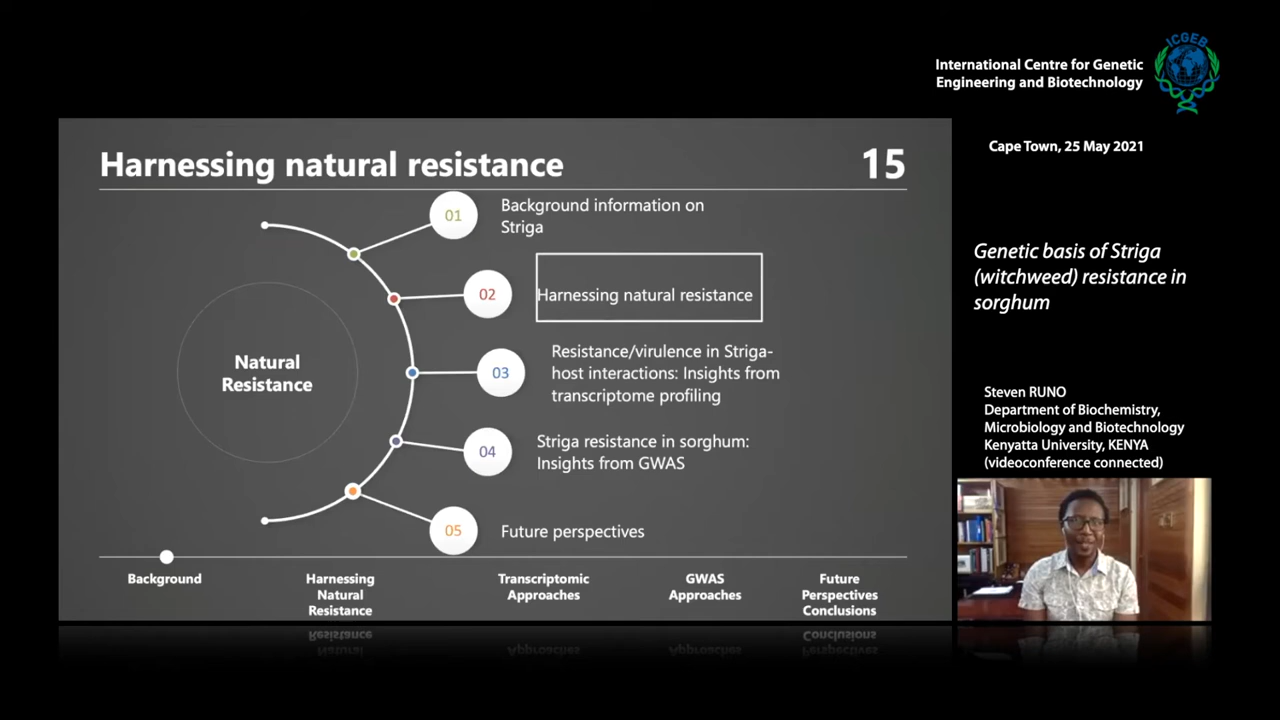 ICGEB
International Centre for Genetic
Engineering and Biotechnology
Cape Town, 25 May 2021
Harnessing natural resistance
15
01
Background information on
Striga
02
Harnessing natural resistance
03
Resistance/virulence in Striga-
host interactions: Insights from
transcriptome profiling
04
Striga resistance in sorghum:
Insights from GWAS
05
Future perspectives
Natural
Resistance
Background
Harnessing
Natural
Resistance
Transcriptomic
Approaches
GWAS
Approaches
Future
Perspectives
Conclusions
Genetic basis of Striga
(witchweed) resistance in
sorghum
Steven RUNO
Department of Biochemistry,
Microbiology and Biotechnology
Kenyatta University, KENYA
(videoconference connected)